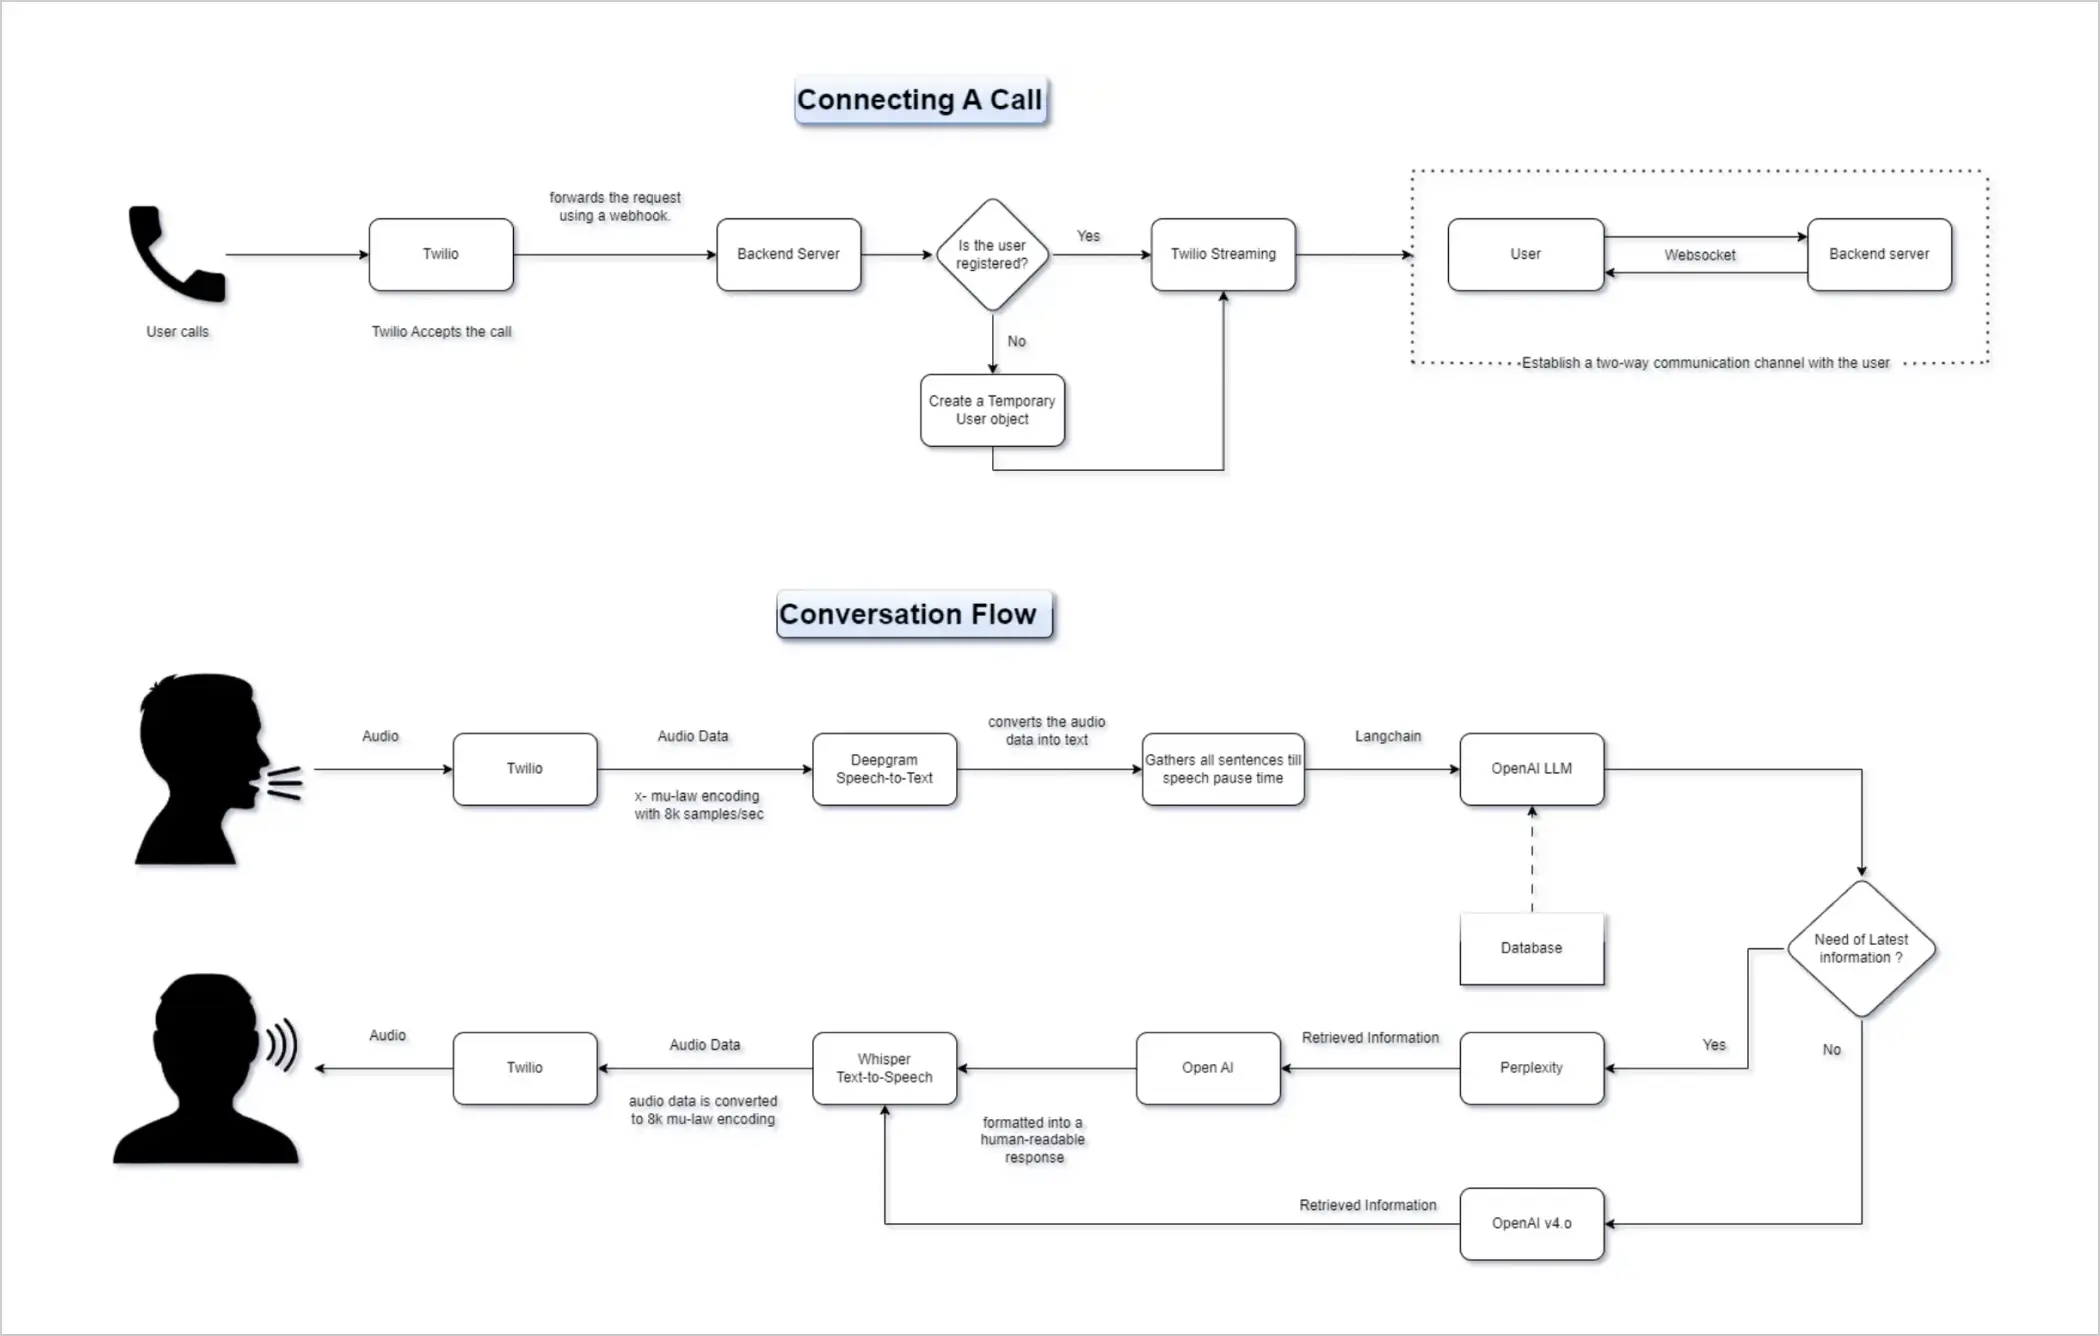 Connecting A Call
forwards the request
using a webhook.
Twilio
Backend Server
Is the user
registered?
Yes
Twilio Streaming
User
Websocket
Backend server
User calls
Twilio Accepts the call
No
Establish a two-way communication channel with the user
Create a Temporary
User object
Conversation Flow
Audio
Twilio
Audio Data
x- mu-law encoding
with 8k samples/sec
Deepgram
Speech-to-Text
converts the audio
data into text
Gathers all sentences till
speech pause time
Langchain
OpenAI LLM
Database
Need of Latest
information ?
Yes
No
Perplexity
Retrieved Information
Open AI
formatted into a
human-readable
response
Whisper
Text-to-Speech
Audio Data
audio data is converted
to 8k mu-law encoding
Twilio
Audio
Retrieved Information
OpenAI v4.o